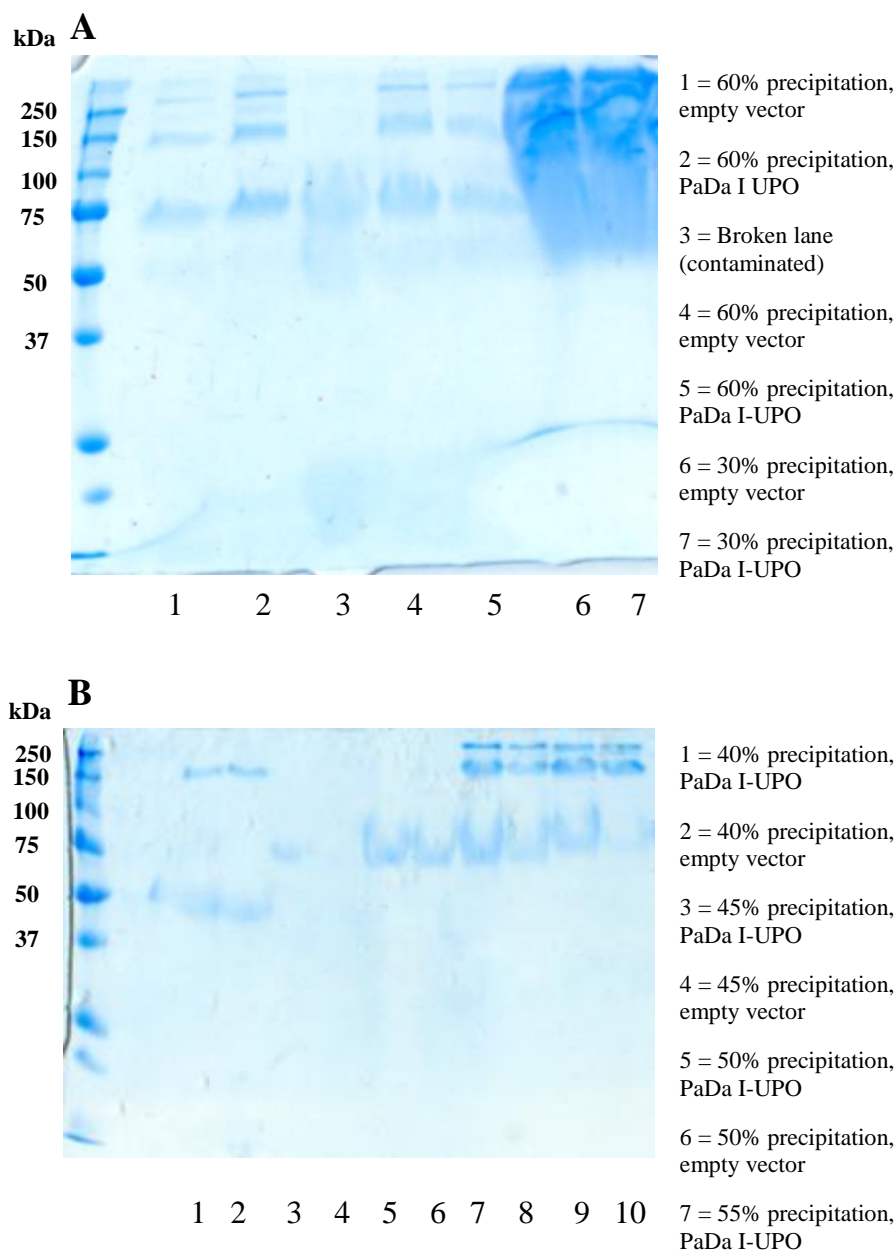 A
kDa
250
150
100
75
50
37
1 2 3 4 5 6 7
1 = 60% precipitation,
empty vector
2 = 60% precipitation,
PaDa I UPO
3 = Broken lane
(contaminated)
4 = 60% precipitation,
empty vector
5 = 60% precipitation,
PaDa I-UPO
6 = 30% precipitation,
empty vector
7 = 30% precipitation,
PaDa I-UPO
B
kDa
250
150
100
75
50
37
1 2 3 4 5 6 7 8 9 10
1 = 40% precipitation,
PaDa I-UPO
2 = 40% precipitation,
empty vector
3 = 45% precipitation,
PaDa I-UPO
4 = 45% precipitation,
empty vector
5 = 50% precipitation,
PaDa I-UPO
6 = 50% precipitation,
empty vector
7 = 55% precipitation,
PaDa I-UPO